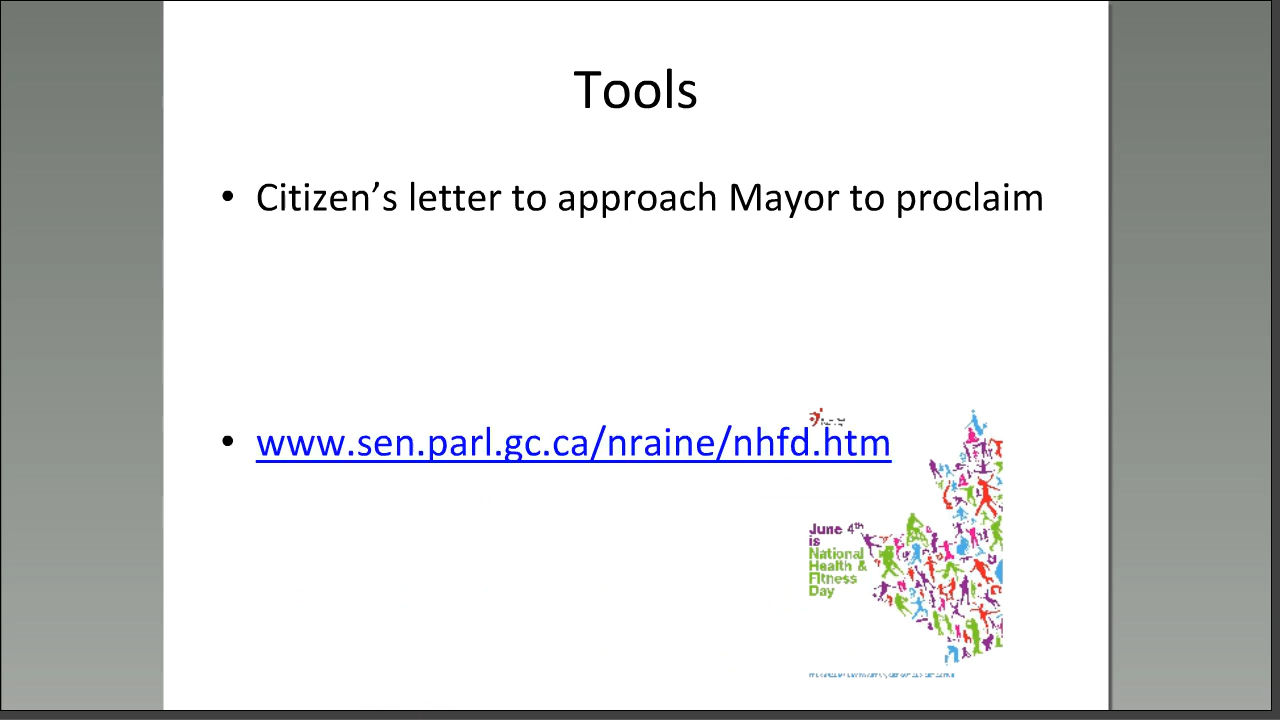 Tools
• Citizen’s letter to approach Mayor to proclaim
• www.sen.parl.gc.ca/nraine/nhfd.htm
June 4th
is
National
Health &
Fitness
Day